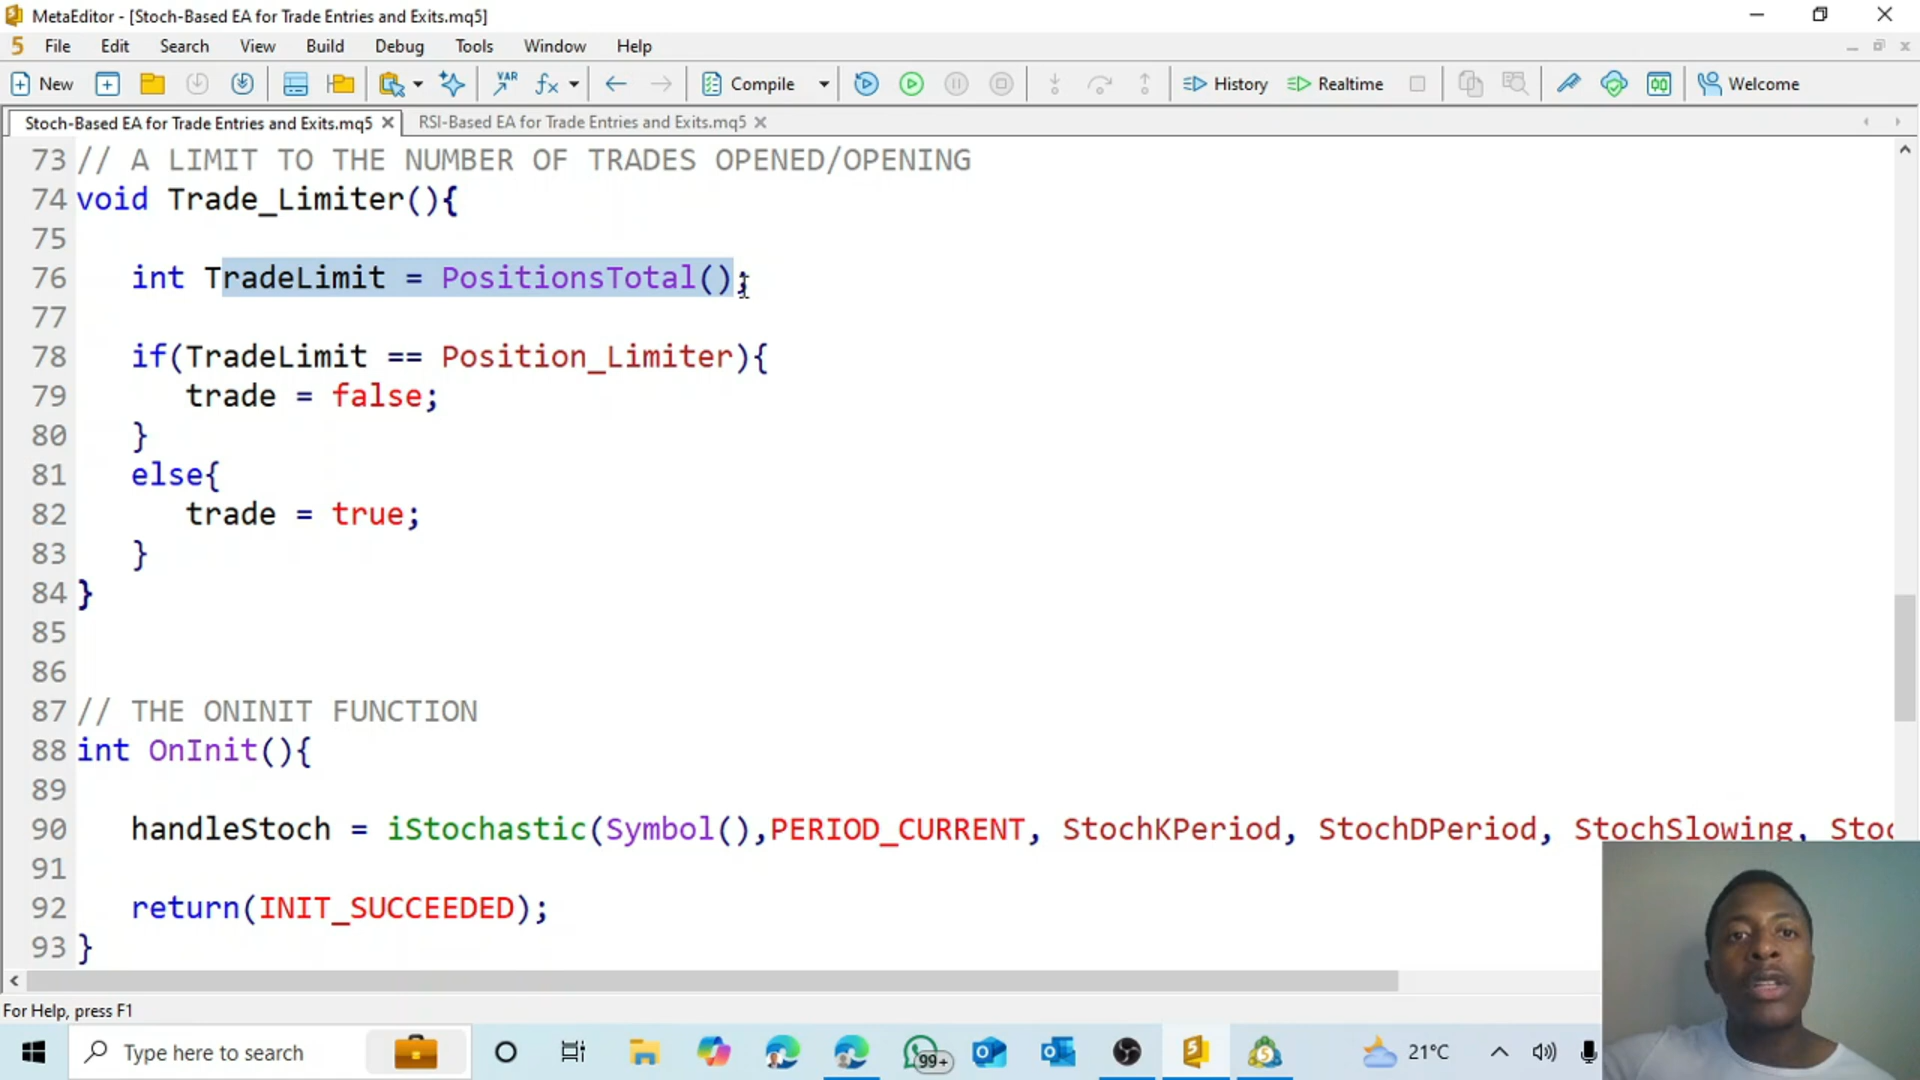 MetaEditor - [Stoch-Based EA for Trade Entries and Exits.mq5]
5 File Edit Search View Build Debug Tools Window Help
New VAR Compile History Realtime Welcome
Stoch-Based EA for Trade Entries and Exits.mq5 RSI-Based EA for Trade Entries and Exits.mq5
73 // A LIMIT TO THE NUMBER OF TRADES OPENED/OPENING
74 void Trade_Limiter(){
75
76 int TradeLimit = PositionsTotal();
77
78 if(TradeLimit == Position_Limiter){
79 trade = false;
80 }
81 else{
82 trade = true;
83 }
84 }
85
86
87 // THE ONINIT FUNCTION
88 int OnInit(){
89
90 handleStoch = iStochastic(Symbol(),PERIOD_CURRENT, StochKPeriod, StochDPeriod, StochSlowing, Stoc
91
92 return(INIT_SUCCEEDED);
93 }
For Help, press F1
Type here to search 99+ 21°C